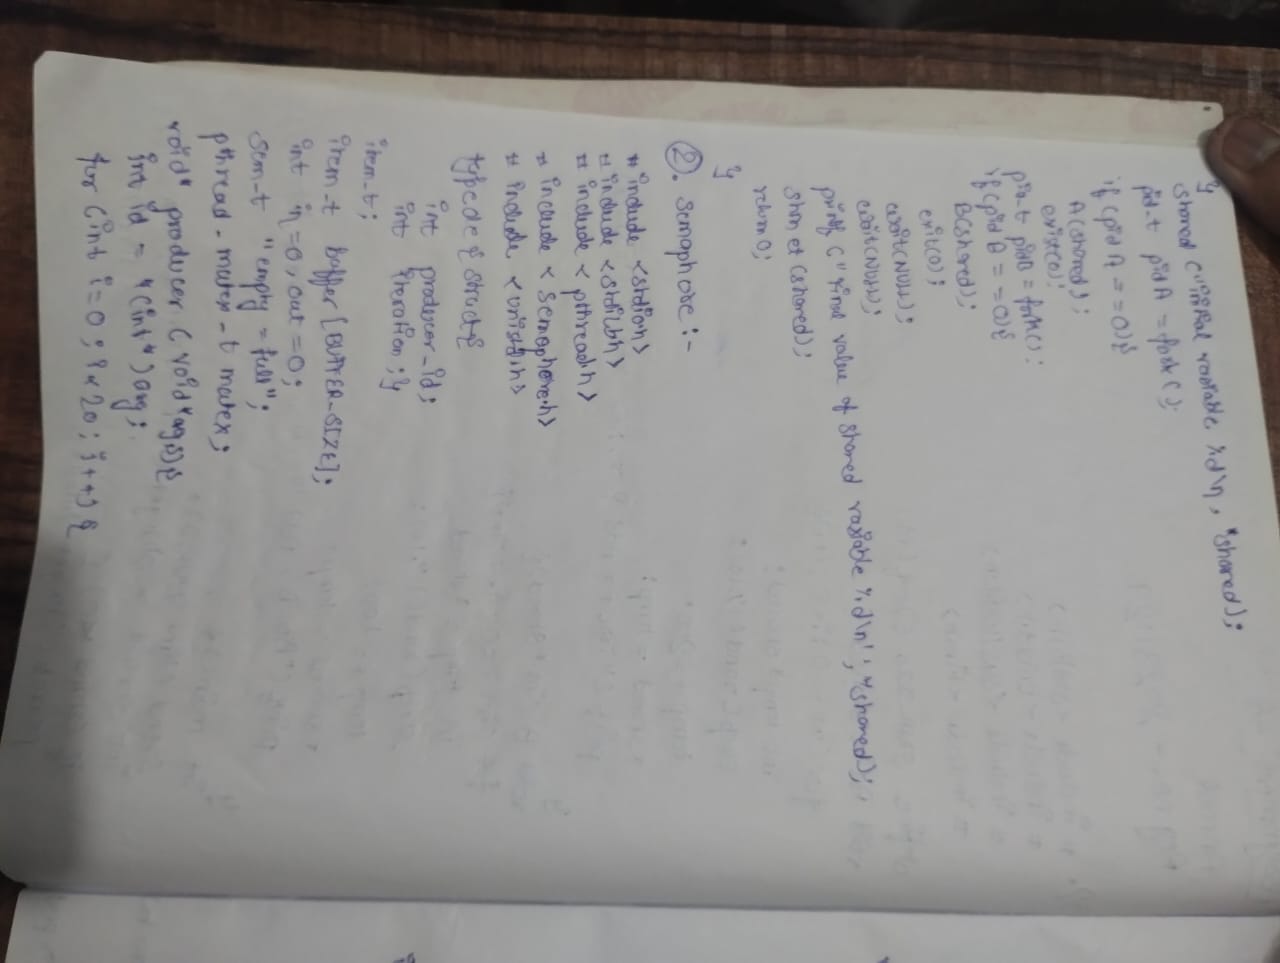 }
shared ("initial variable %d\n, *shared);
pid_t pidA = fork();
if (pidA == 0){
A(shared);
exit(0);
pid_t pidB = fork();
if (pid A == 0){
B(shared);
exit(0);
wait(NULL);
wait(NULL);
printf ("final value of shared variable %d\n", *shared);
shm et (shared);
return 0;
}
②. Semaphore :-
# include <stdio.h>
# include <stdlib.h>
# include < pthread.h>
# include < semaphore.h>
# include <unistd.h>
typedef struct{
int producer_id;
int iteration; }
item_t;
item_t buffer [BUFFER_SIZE];
int in=0, out=0;
sem_t "empty = full";
pthread_mutex_t mutex;
void* producer (void*args){
int id = *(int*) arg;
for (int i=0; i<20; i++) {